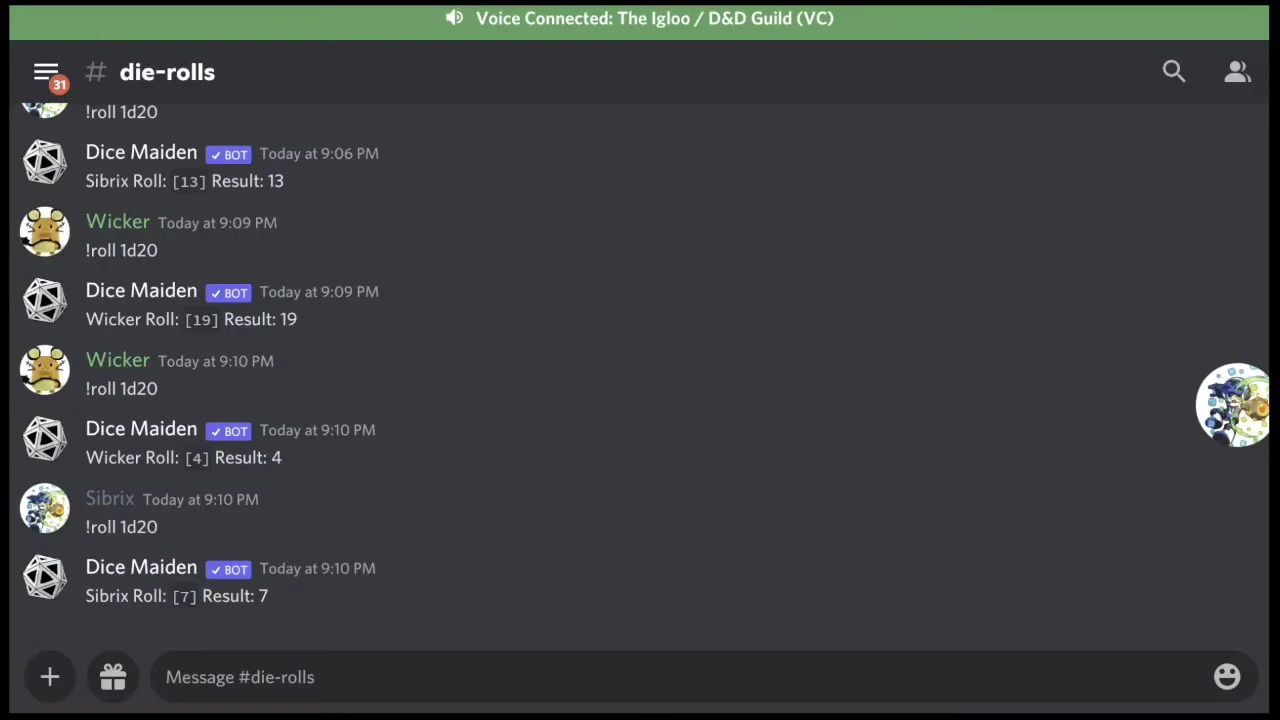 Voice Connected: The Igloo / D&D Guild (VC)
31
# die-rolls
!roll 1d20
Dice Maiden ✓ BOT Today at 9:06 PM
Sibrix Roll: [13] Result: 13
Wicker Today at 9:09 PM
!roll 1d20
Dice Maiden ✓ BOT Today at 9:09 PM
Wicker Roll: [19] Result: 19
Wicker Today at 9:10 PM
!roll 1d20
Dice Maiden ✓ BOT Today at 9:10 PM
Wicker Roll: [4] Result: 4
Sibrix Today at 9:10 PM
!roll 1d20
Dice Maiden ✓ BOT Today at 9:10 PM
Sibrix Roll: [7] Result: 7
Message #die-rolls